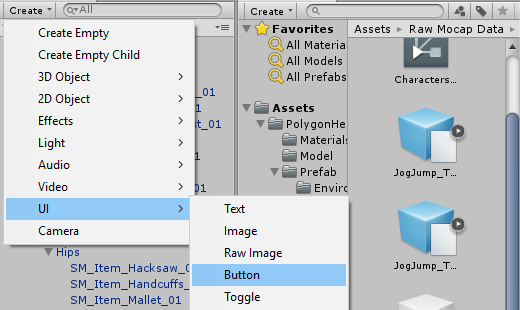 Create
All
Create Empty
Create Empty Child
3D Object
2D Object
Effects
Light
Audio
Video
UI
Camera
_01
_01
st_01
01
Hips
SM_Item_Hacksaw_0
SM_Item_Handcuffs_
SM_Item_Mallet_01
Text
Image
Raw Image
Button
Toggle
Create
Favorites
All Materia
All Models
All Prefabs
Assets
PolygonHe
Materials
Model
Prefab
Enviro
Assets
Raw Mocap Data
Characters...
JogJump_T...
JogJump_T...